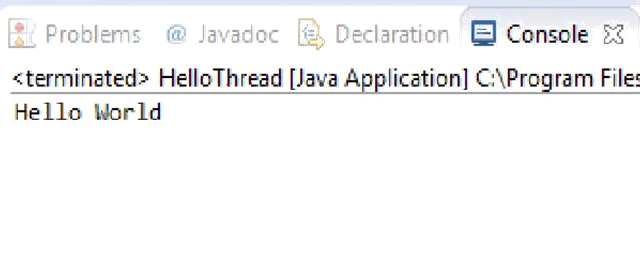 Problems @ Javadoc Declaration Console
<terminated> HelloThread [Java Application] C:\Program Files
Hello World